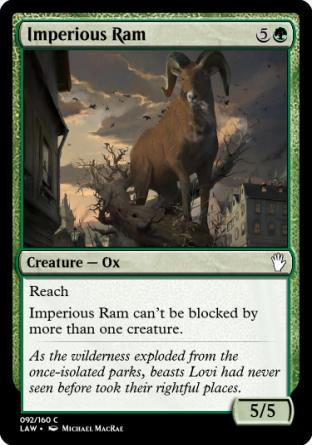 Imperious Ram 5
Creature — Ox
Reach
Imperious Ram can't be blocked by
more than one creature.
As the wilderness exploded from the
once-isolated parks, beasts Lovi had never
seen before took their rightful places.
5/5
092/160 C
LAW • Michael MacRae